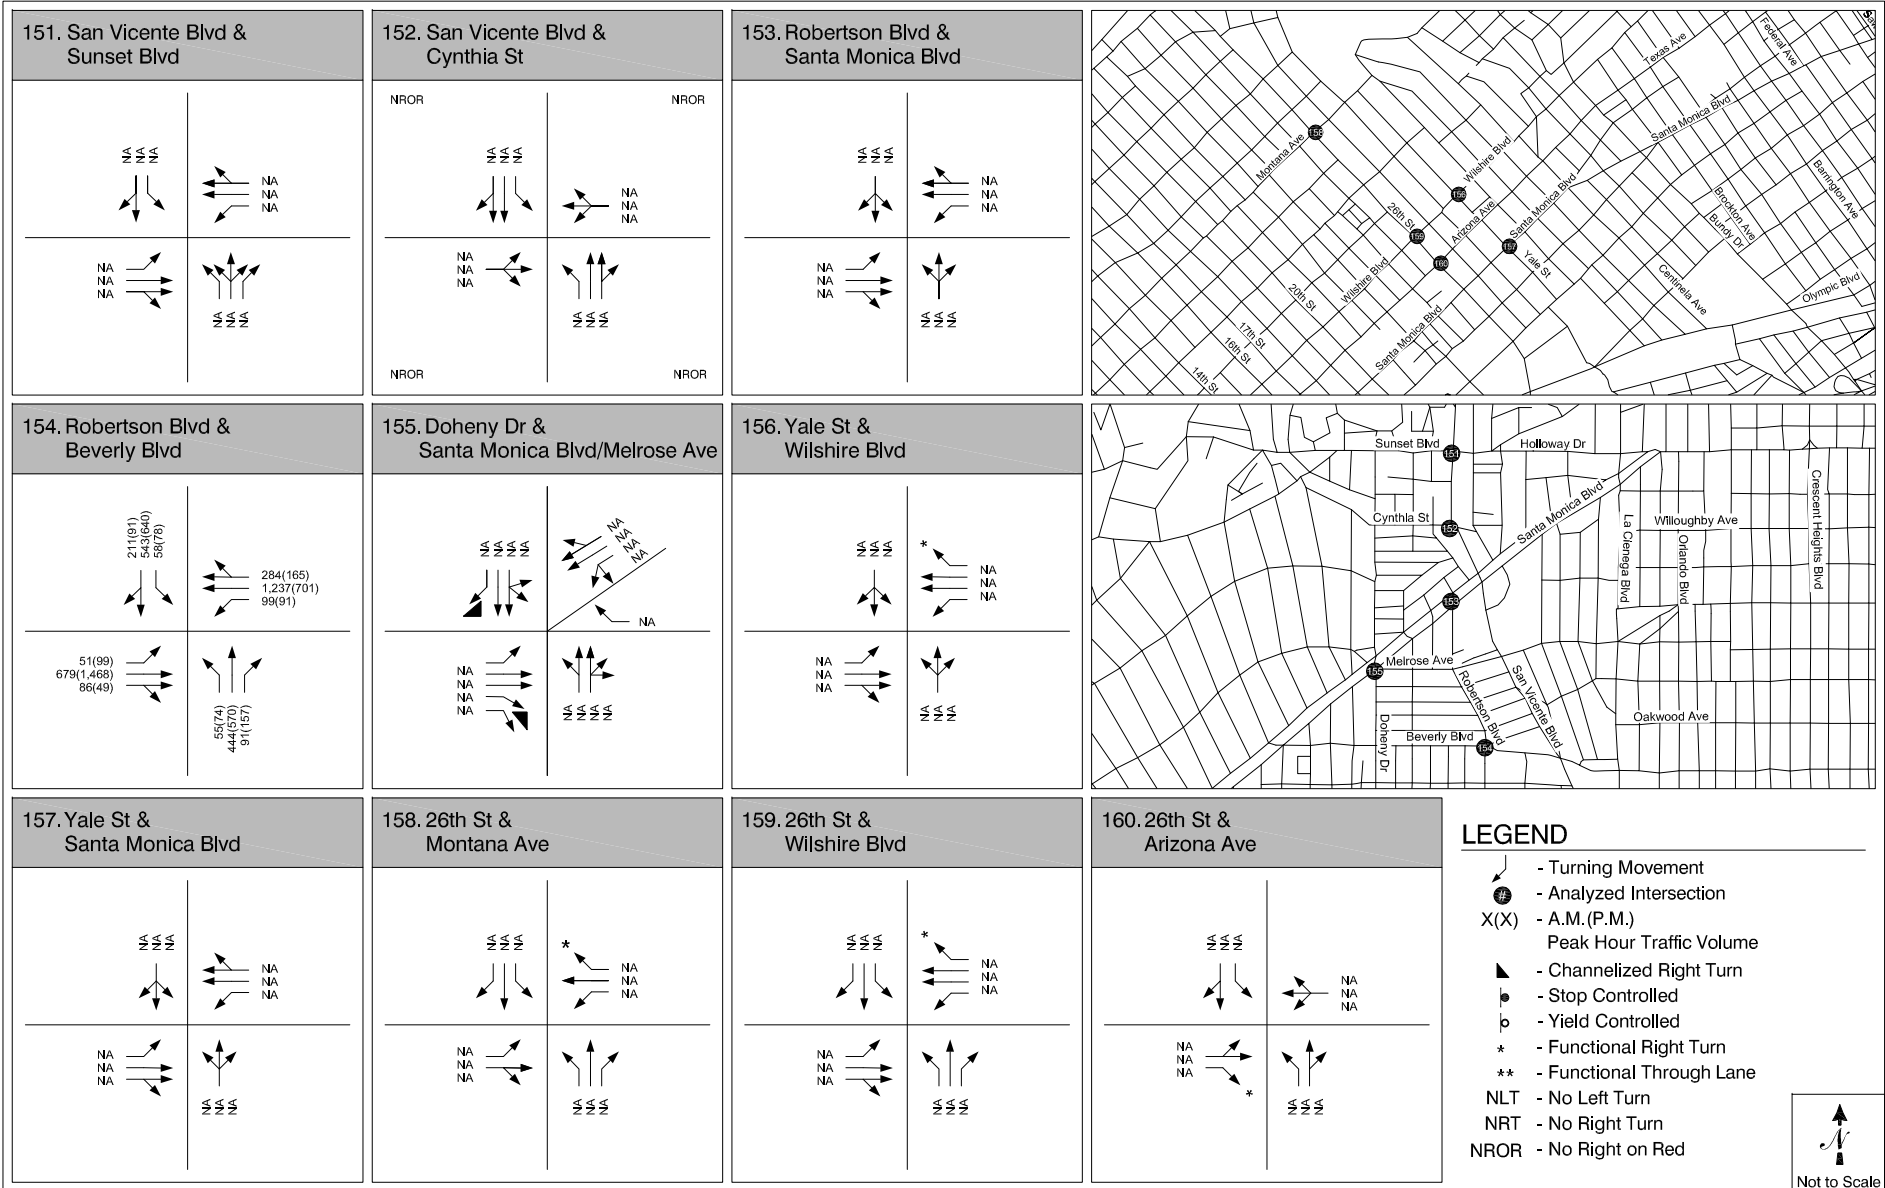 151. San Vicente Blvd &
Sunset Blvd
NA NA NA
NA
NA
NA
NA
NA
NA
NA NA NA
152. San Vicente Blvd &
Cynthia St
NROR
NROR
NA NA NA
NA
NA
NA
NA
NA
NA
NA NA NA
NROR
NROR
153. Robertson Blvd &
Santa Monica Blvd
NA NA NA
NA
NA
NA
NA
NA
NA
NA NA NA
Texas Ave
Federal Ave
Santa Monica Blvd
158
Montana Ave
Wilshire Blvd
156
Barrington Ave
Brockton Ave
Bundy Dr
26th St
159
Arizona Ave
Santa Monica Blvd
157
160
Yale St
Wilshire Blvd
Centinela Ave
Olympic Blvd
20th St
17th St
16th St
14th St
Santa Monica Blvd
154. Robertson Blvd &
Beverly Blvd
211(91)
543(640)
58(78)
284(165)
1,237(701)
99(91)
51(99)
679(1,468)
86(49)
55(74)
444(570)
91(157)
155. Doheny Dr &
Santa Monica Blvd/Melrose Ave
NA NA NA NA
NA
NA
NA
NA
NA
NA
NA
NA
NA
NA NA NA NA
156. Yale St &
Wilshire Blvd
NA NA NA
*
NA
NA
NA
NA
NA
NA
NA NA NA
Sunset Blvd
151
Holloway Dr
Cynthia St
152
Santa Monica Blvd
La Cienega Blvd
Willoughby Ave
Orlando Blvd
Crescent Heights Blvd
153
Melrose Ave
155
Robertson Blvd
San Vicente Blvd
Oakwood Ave
Doheny Dr
Beverly Blvd
154
157. Yale St &
Santa Monica Blvd
NA NA NA
NA
NA
NA
NA
NA
NA
NA NA NA
158. 26th St &
Montana Ave
NA NA NA
*
NA
NA
NA
NA
NA
NA
NA NA NA
159. 26th St &
Wilshire Blvd
NA NA NA
*
NA
NA
NA
NA
NA
NA
NA NA NA
160. 26th St &
Arizona Ave
NA NA NA
NA
NA
NA
NA
NA
NA
*
NA NA NA
LEGEND
- Turning Movement
# - Analyzed Intersection
X(X) - A.M.(P.M.)
Peak Hour Traffic Volume
- Channelized Right Turn
- Stop Controlled
- Yield Controlled
* - Functional Right Turn
** - Functional Through Lane
NLT - No Left Turn
NRT - No Right Turn
NROR - No Right on Red
N
Not to Scale